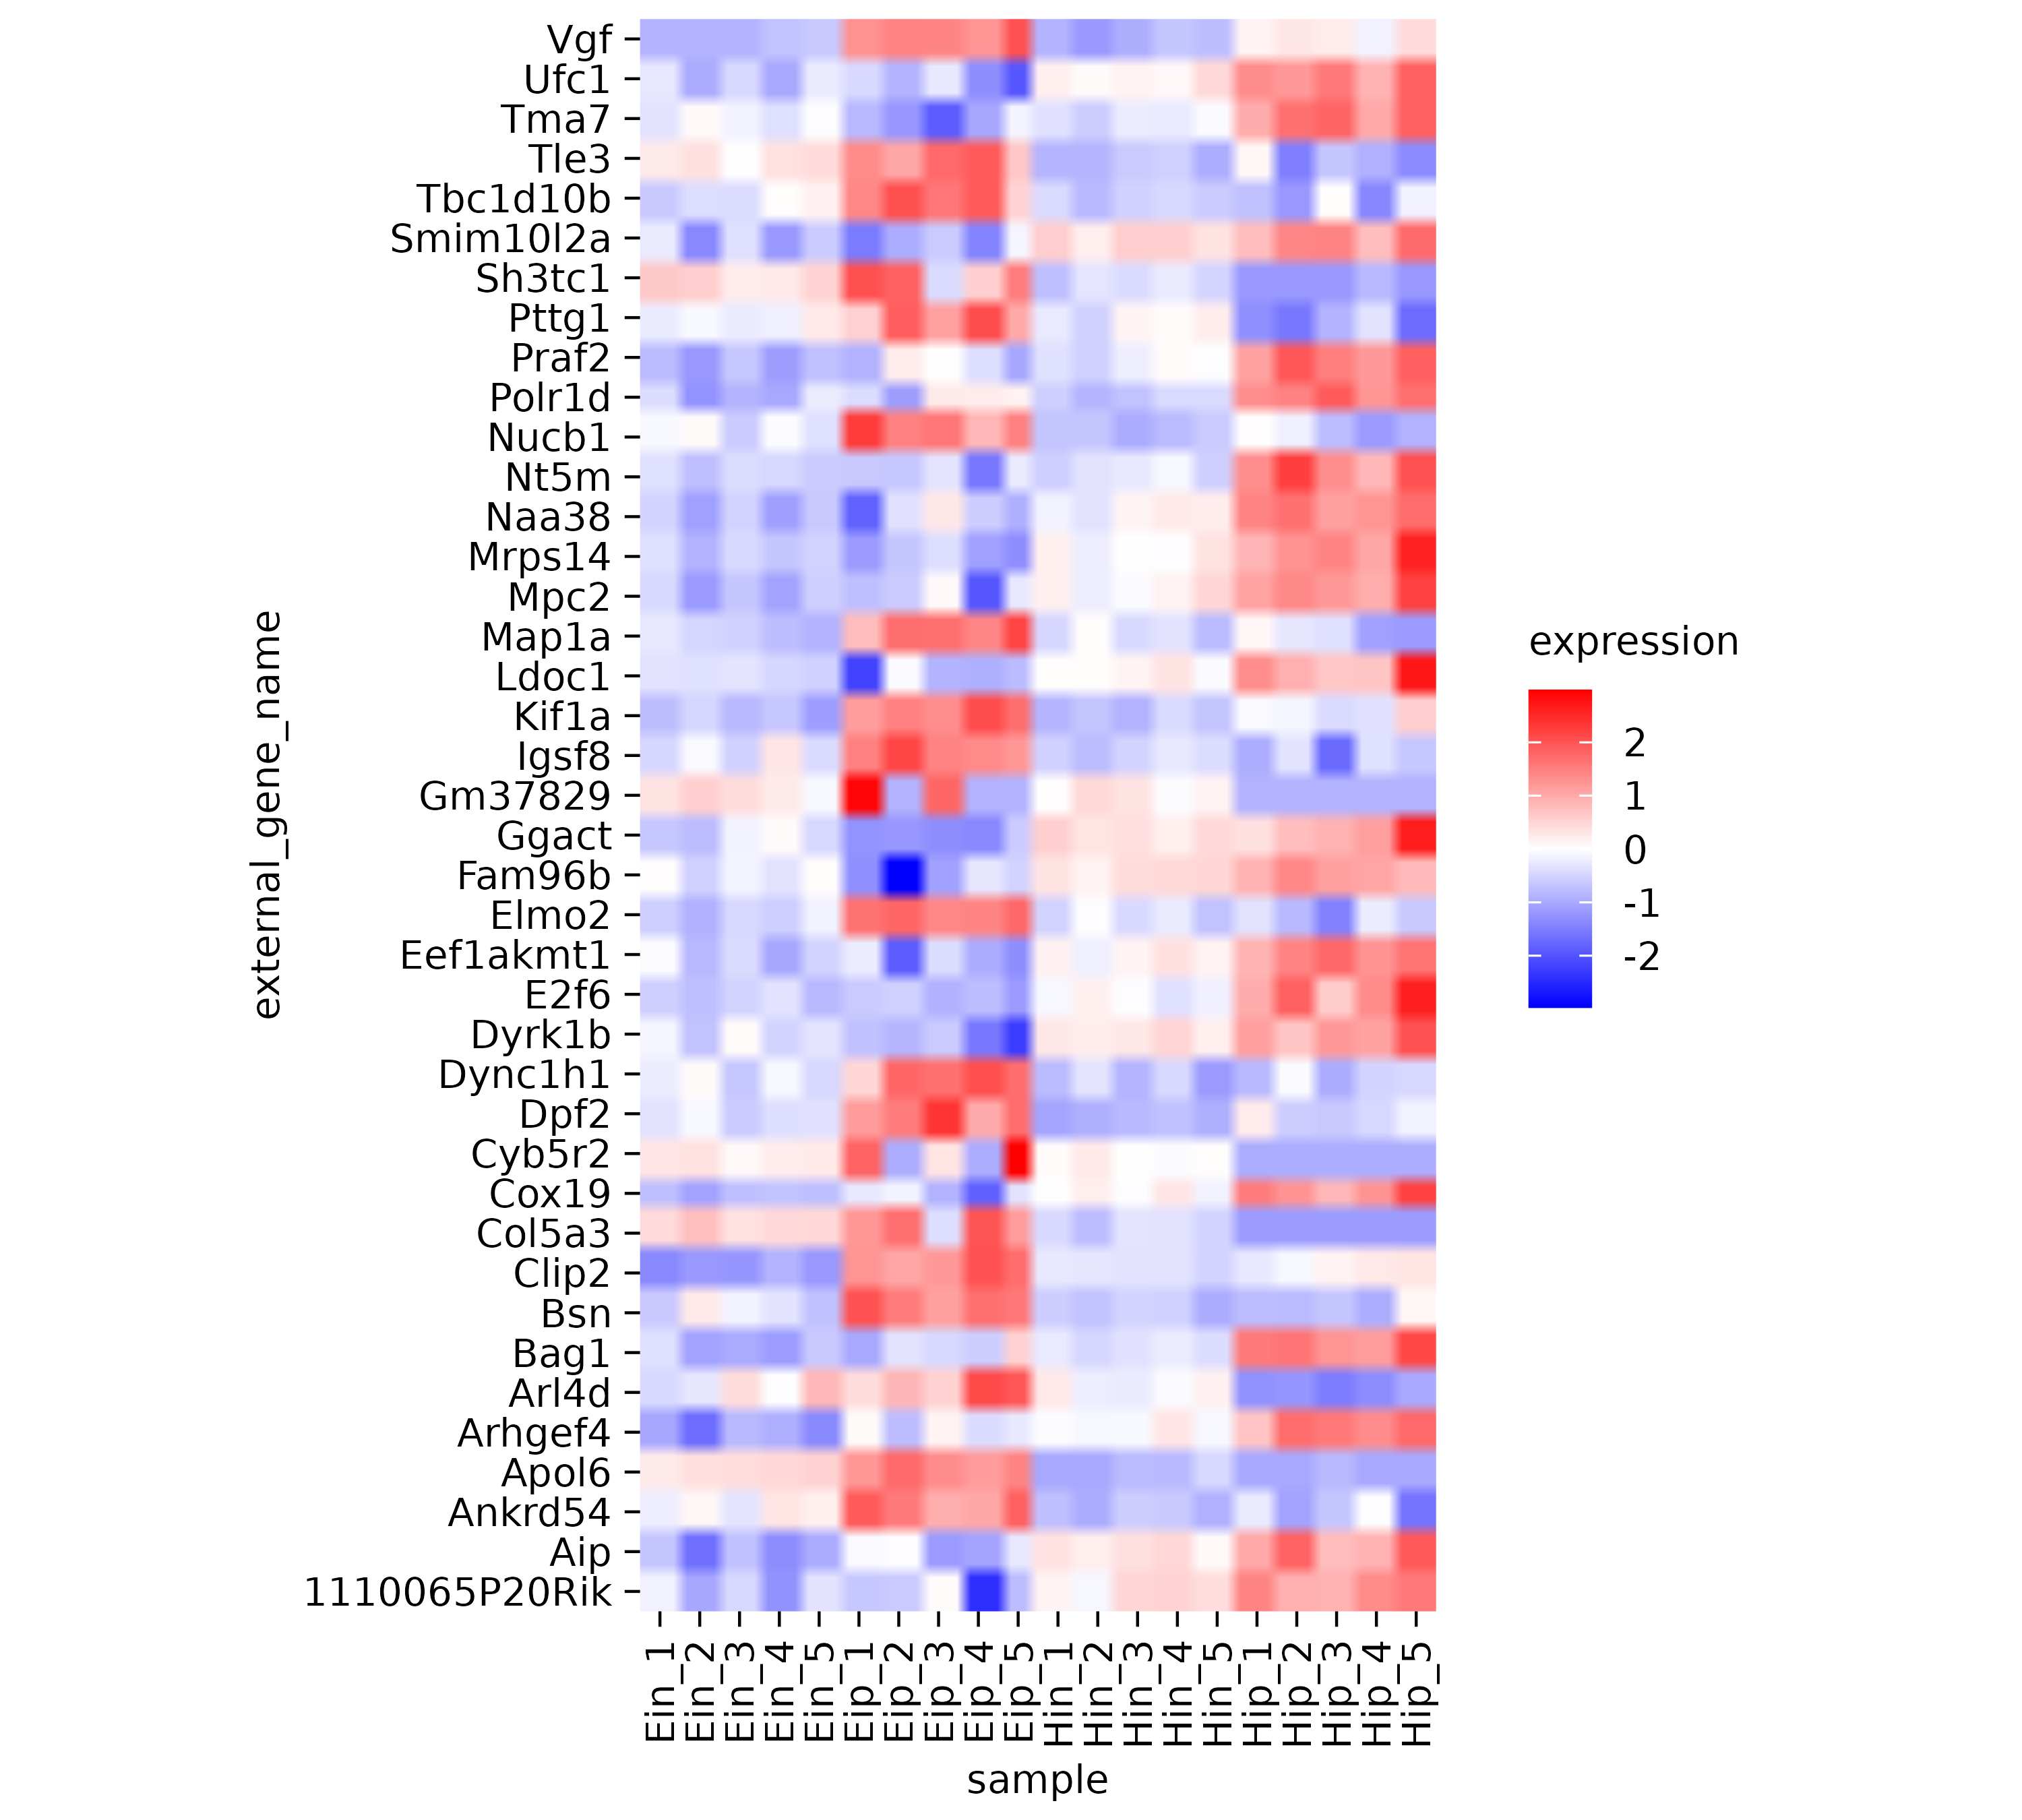 Vgf
Ufc1
Tma7
Tle3
Tbc1d10b
Smim10l2a
Sh3tc1
Pttg1
Praf2
Polr1d
Nucb1
Nt5m
Naa38
Mrps14
Mpc2
Map1a
Ldoc1
Kif1a
Igsf8
Gm37829
Ggact
Fam96b
Elmo2
Eef1akmt1
E2f6
Dyrk1b
Dync1h1
Dpf2
Cyb5r2
Cox19
Col5a3
Clip2
Bsn
Bag1
Arl4d
Arhgef4
Apol6
Ankrd54
Aip
1110065P20Rik
external_gene_name
Ein_1
Ein_2
Ein_3
Ein_4
Ein_5
Eip_1
Eip_2
Eip_3
Eip_4
Eip_5
Hin_1
Hin_2
Hin_3
Hin_4
Hin_5
Hip_1
Hip_2
Hip_3
Hip_4
Hip_5
sample
expression
2
1
0
-1
-2